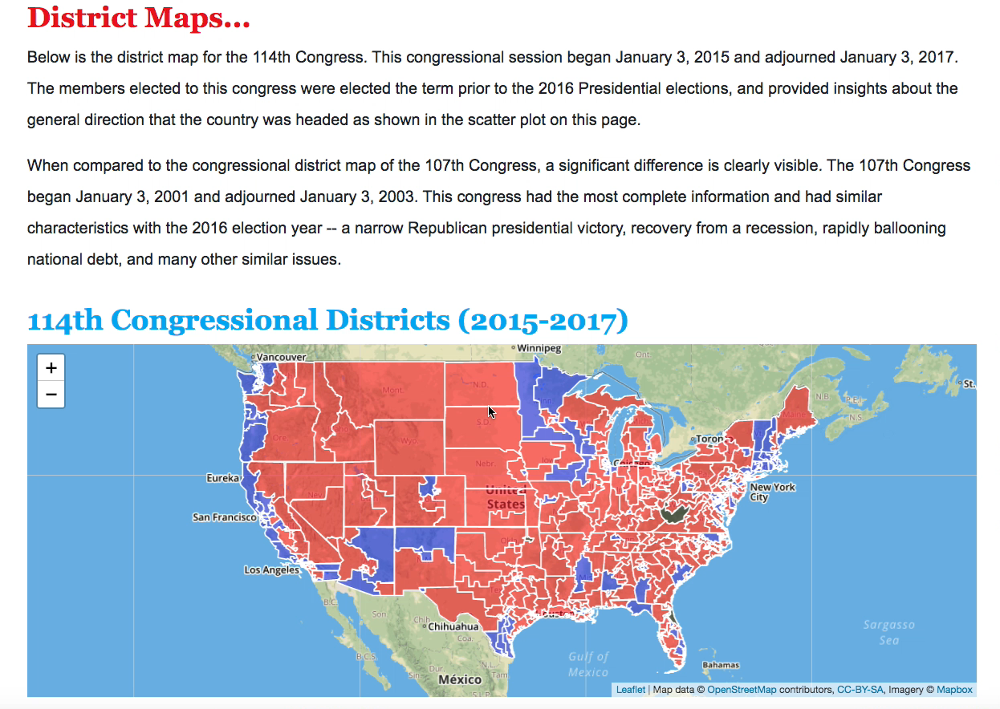 District Maps...
Below is the district map for the 114th Congress. This congressional session began January 3, 2015 and adjourned January 3, 2017.
The members elected to this congress were elected the term prior to the 2016 Presidential elections, and provided insights about the
general direction that the country was headed as shown in the scatter plot on this page.
When compared to the congressional district map of the 107th Congress, a significant difference is clearly visible. The 107th Congress
began January 3, 2001 and adjourned January 3, 2003. This congress had the most complete information and had similar
characteristics with the 2016 election year -- a narrow Republican presidential victory, recovery from a recession, rapidly ballooning
national debt, and many other similar issues.
114th Congressional Districts (2015-2017)
Winnipeg
Vancouver
Ont.
+
−
St.
N.D.
Mont.
N.B.
P.E.I
Maine
N.S.
S.D.
Mich.
Ore.
Toron
Wyo.
Iow
Chicago
Nebr.
Eureka
New York
City
Nev.
United
States
San Francisco
Los Angeles
B.C.
Houston
Son.
Chih.
Chihuahua
Coa.
Sargasso
Sea
B.C.S.
Gulf of
Mexico
N.L.
Dur.
Sin.
Tam
Bahamas
México
S.L.P.
Leaflet | Map data © OpenStreetMap contributors, CC-BY-SA, Imagery © Mapbox